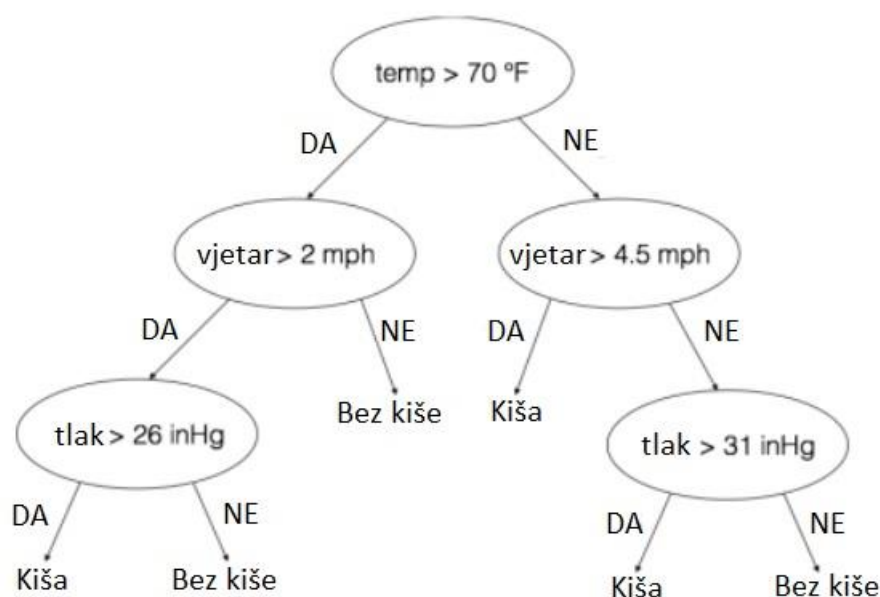 temp > 70 ºF
DA
NE
vjetar > 2 mph
vjetar > 4.5 mph
DA
NE
DA
NE
Bez kiše
Kiša
tlak > 26 inHg
tlak > 31 inHg
DA
NE
DA
NE
Kiša
Bez kiše
Kiša
Bez kiše